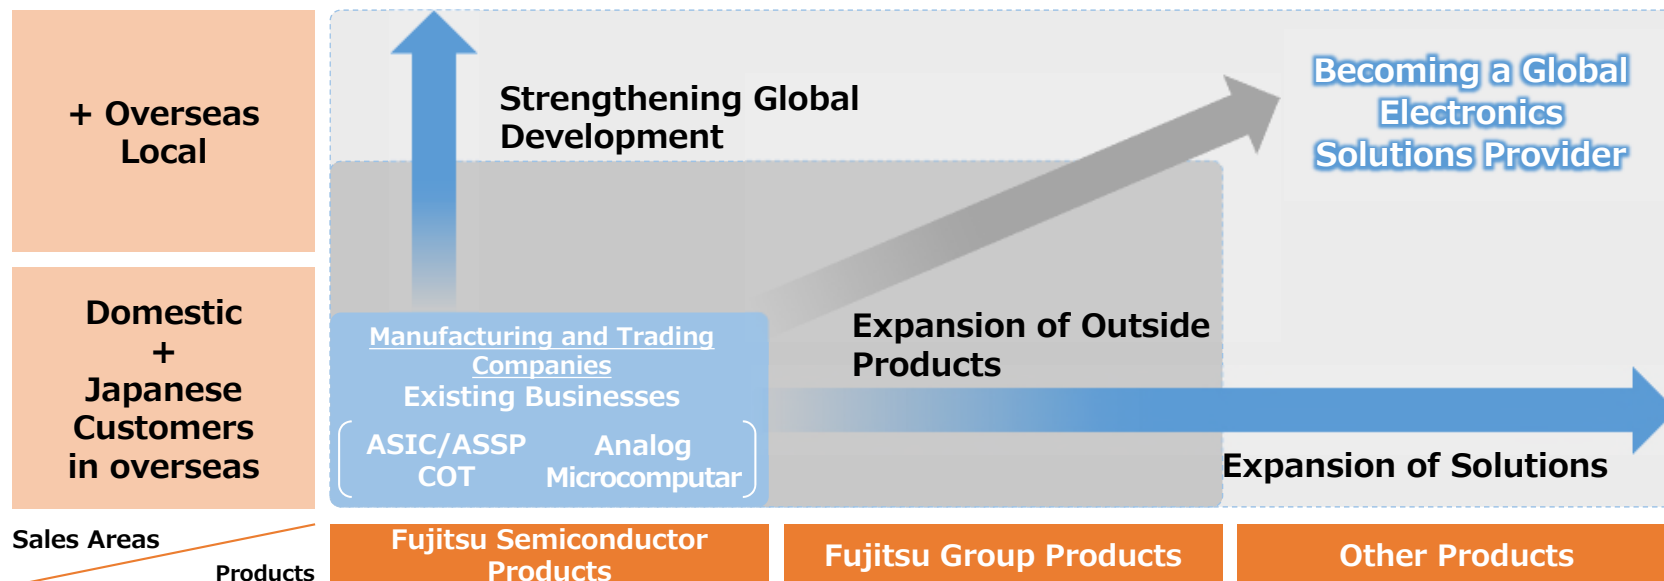 + Overseas
Local
Strengthening Global
Development
Becoming a Global
Electronics
Solutions Provider
Domestic
+
Japanese
Customers
in overseas
Manufacturing and Trading
Companies
Existing Businesses
ASIC/ASSP
COT
Analog
Microcomputar
Expansion of Outside
Products
Expansion of Solutions
Sales Areas
Products
Fujitsu Semiconductor
Products
Fujitsu Group Products
Other Products